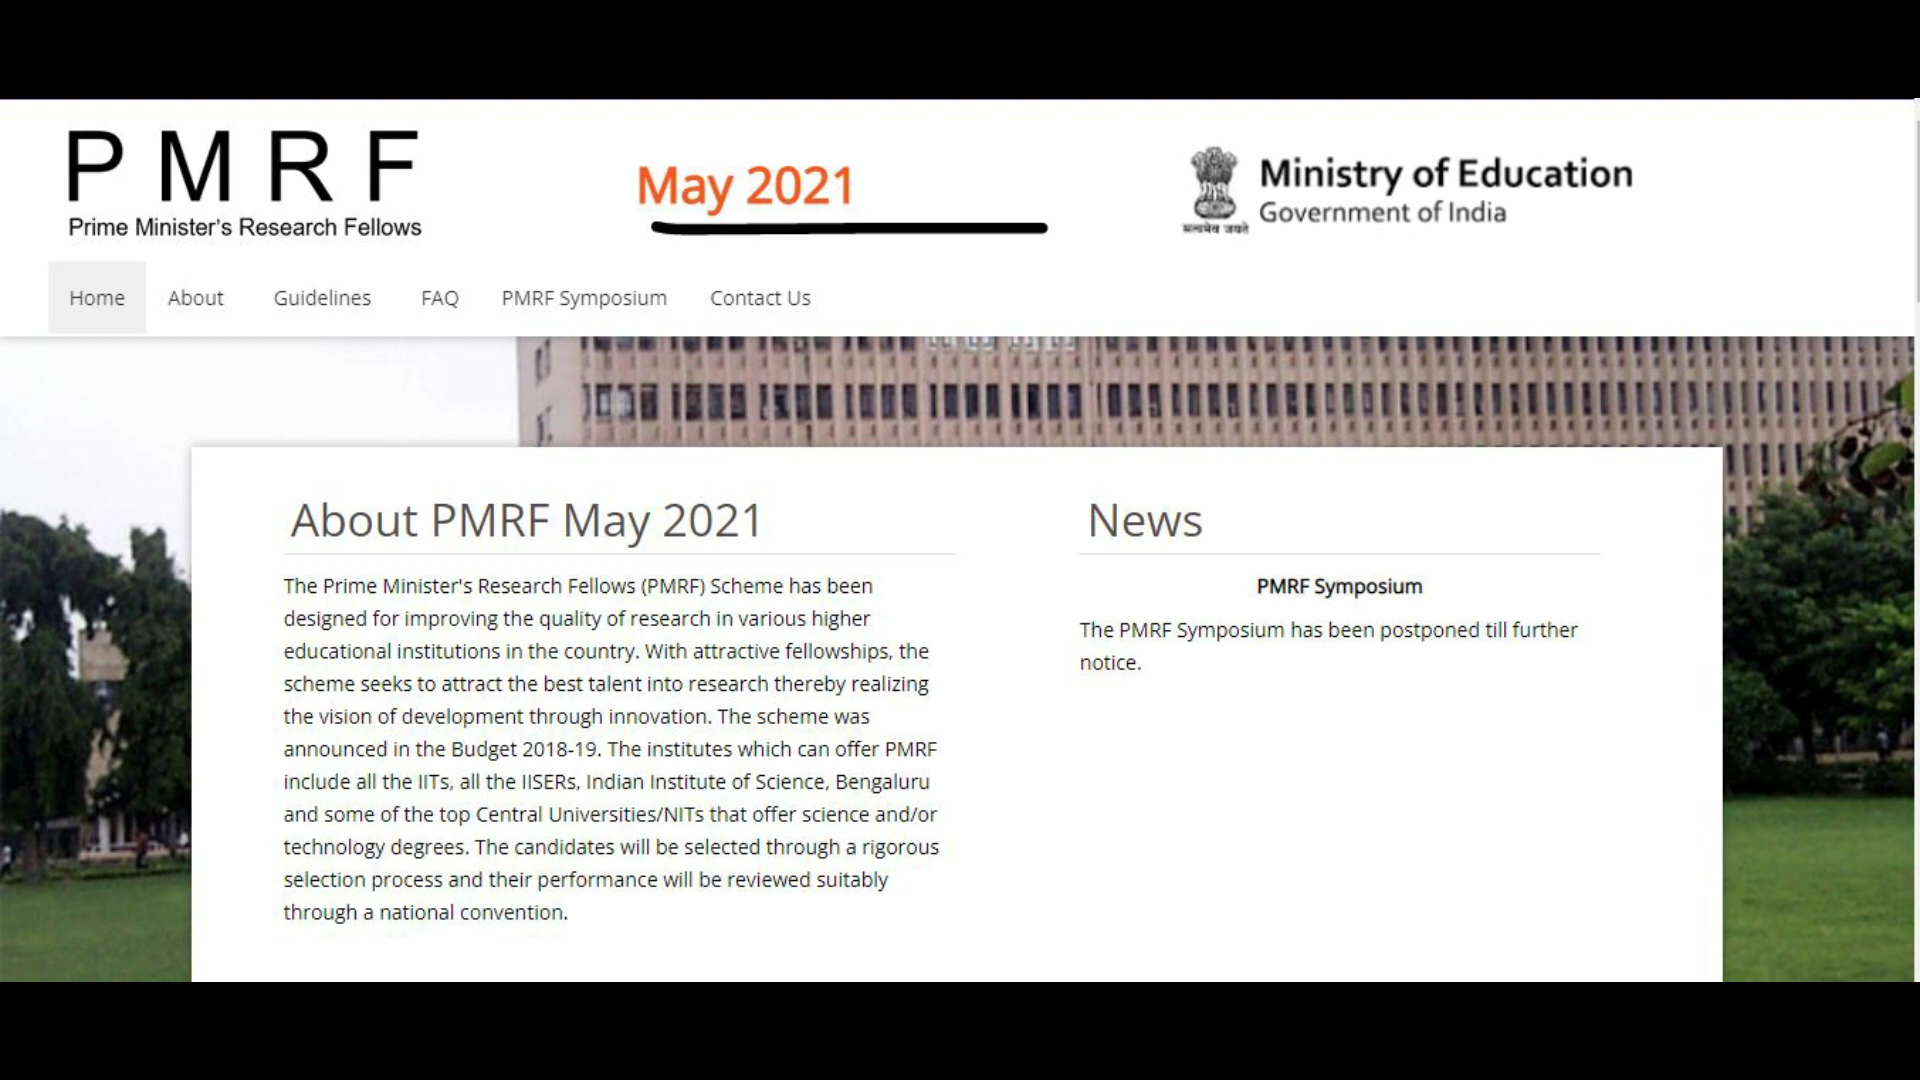 P M R F
Prime Minister's Research Fellows
May 2021
सत्यमेव जयते
Ministry of Education
Government of India
Home
About
Guidelines
FAQ
PMRF Symposium
Contact Us
About PMRF May 2021
The Prime Minister's Research Fellows (PMRF) Scheme has been
designed for improving the quality of research in various higher
educational institutions in the country. With attractive fellowships, the
scheme seeks to attract the best talent into research thereby realizing
the vision of development through innovation. The scheme was
announced in the Budget 2018-19. The institutes which can offer PMRF
include all the IITs, all the IISERs, Indian Institute of Science, Bengaluru
and some of the top Central Universities/NITs that offer science and/or
technology degrees. The candidates will be selected through a rigorous
selection process and their performance will be reviewed suitably
through a national convention.
News
PMRF Symposium
The PMRF Symposium has been postponed till further
notice.